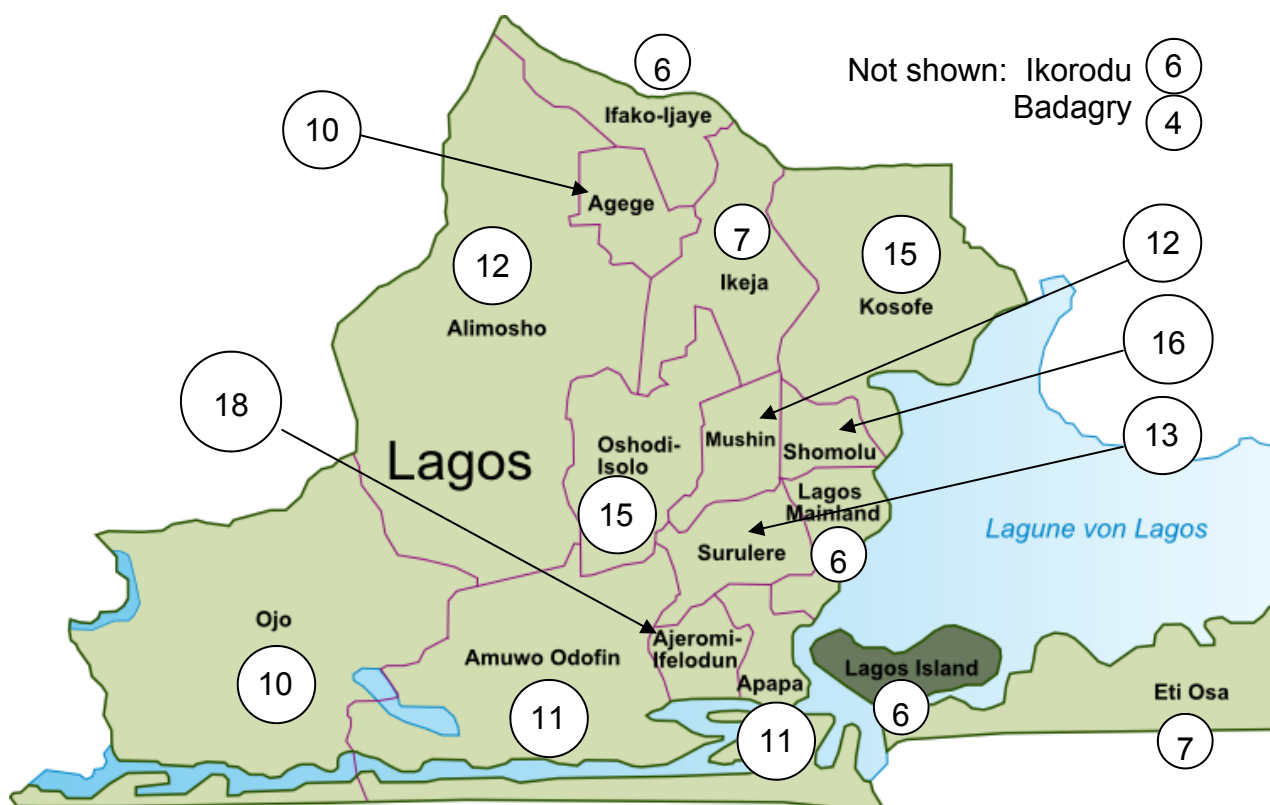 6
Not shown: Ikorodu 6
Badagry 4
Ifako-Ijaye
10
Agege
7
Ikeja
15
Kosofe
12
12
Alimosho
16
18
13
Mushin
Shomolu
Oshodi-
Isolo
Lagos
15
Lagos
Mainland
6
Surulere
Lagune von Lagos
Ojo
10
Amuwo Odofin
11
Ajeromi-
Ifelodun
Apapa
11
Lagos Island
6
Eti Osa
7